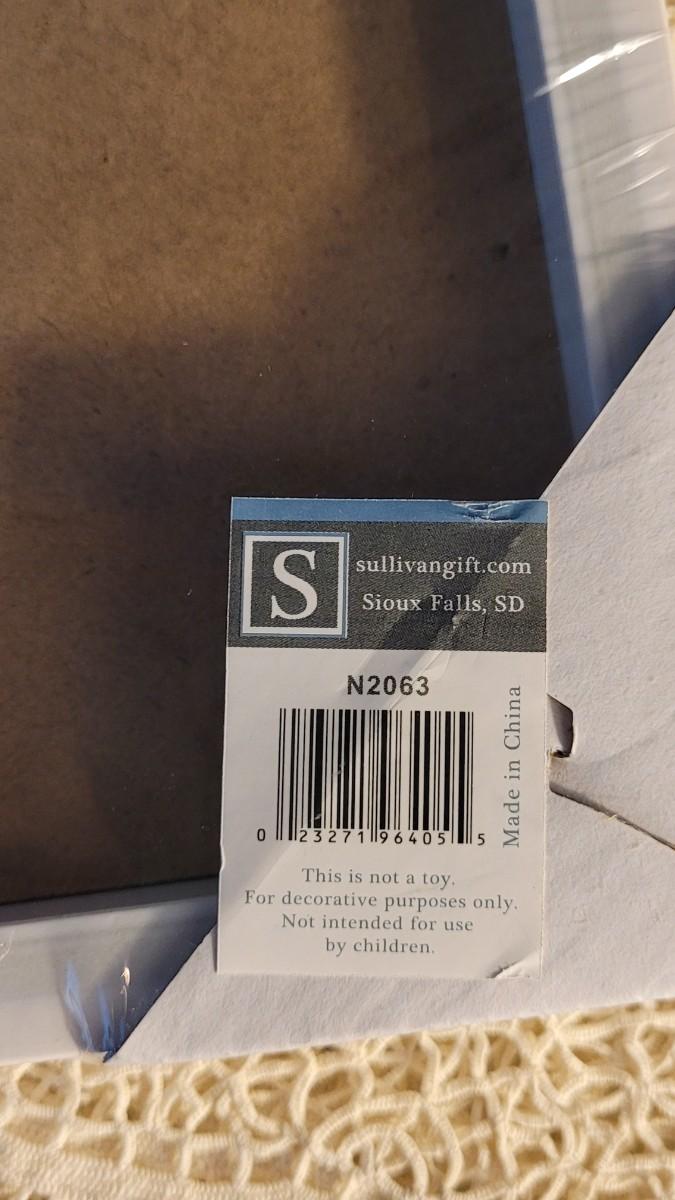 S
sullivangift.com
Sioux Falls, SD
N2063
0 23271 96405 5
Made in China
This is not a toy.
For decorative purposes only.
Not intended for use
by children.